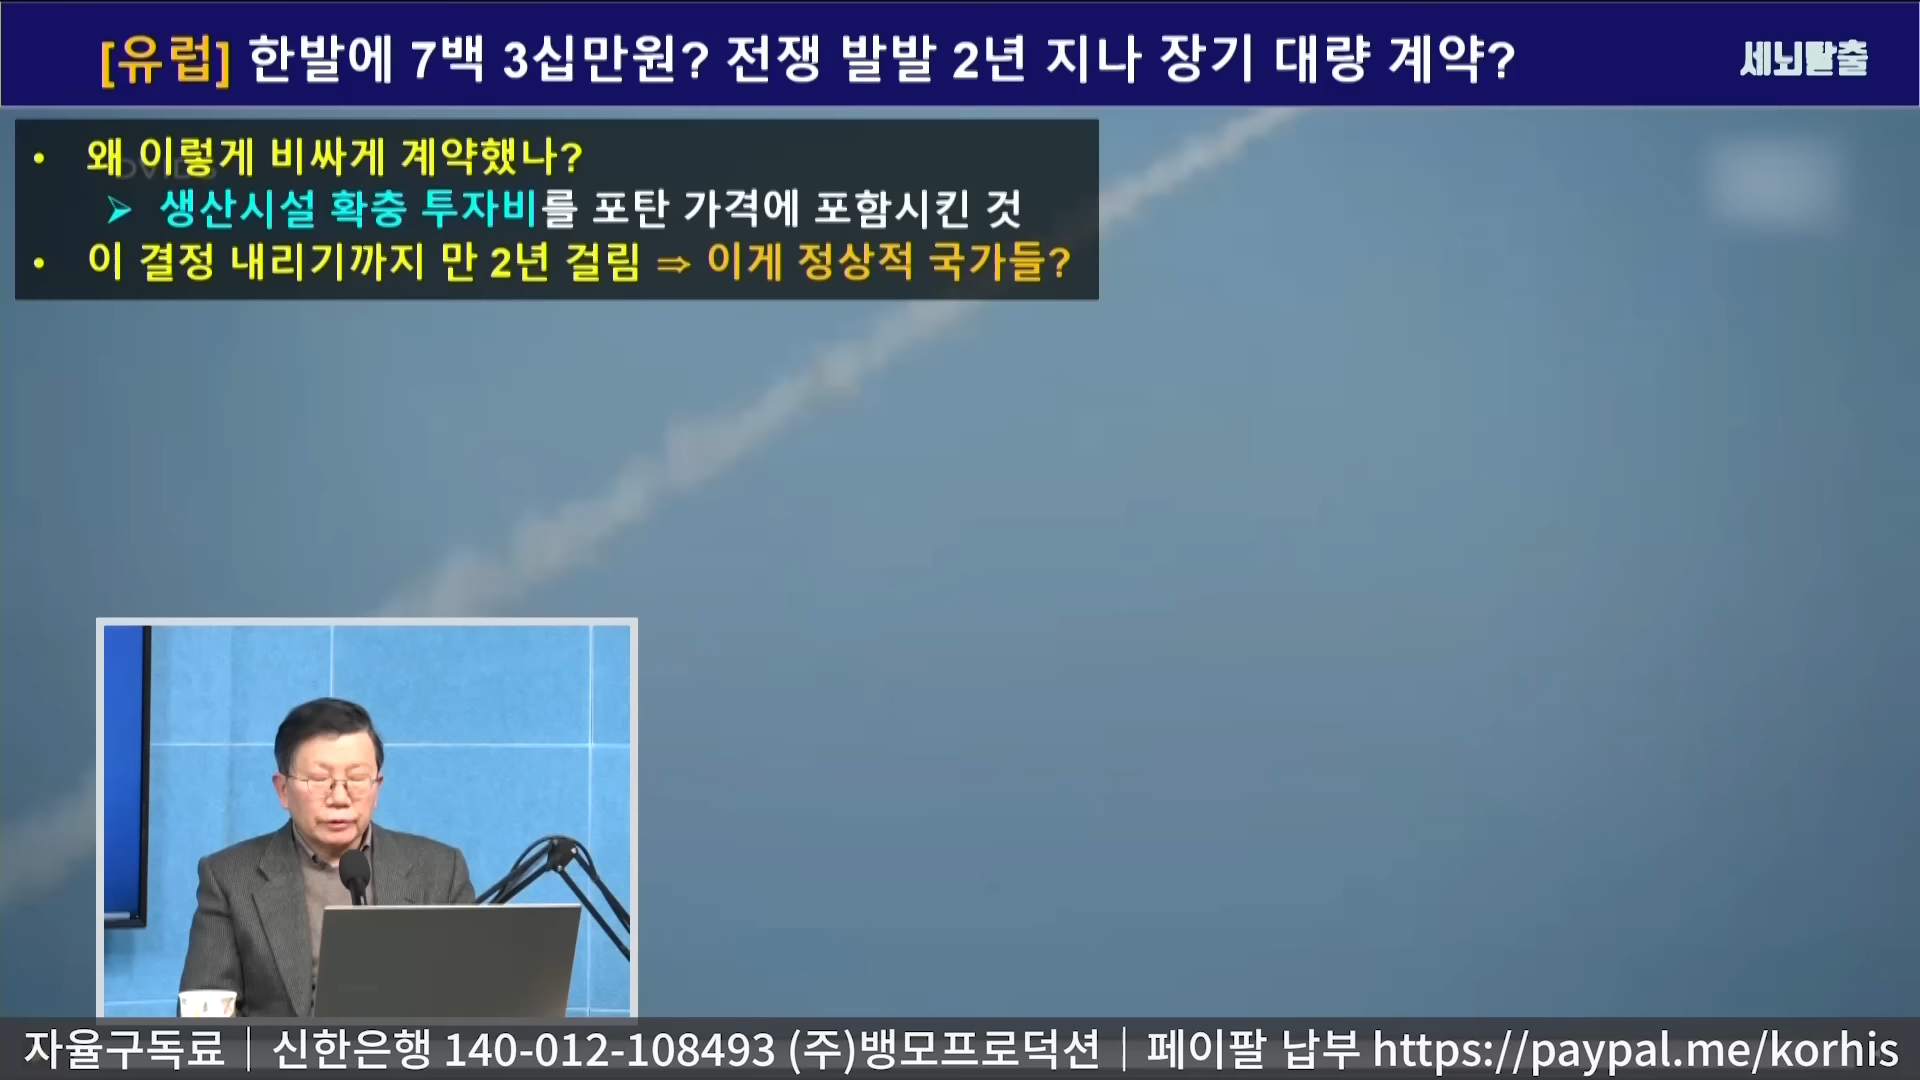 [유럽] 한발에 7백 3십만원? 전쟁 발발 2년 지나 장기 대량 계약?
세뇌탈출
• 왜 이렇게 비싸게 계약했나?
➢ 생산시설 확충 투자비를 포탄 가격에 포함시킨 것
• 이 결정 내리기까지 만 2년 걸림 ⇒ 이게 정상적 국가들?
자율구독료│신한은행 140-012-108493 (주)뱅모프로덕션│페이팔 납부 https://paypal.me/korhis